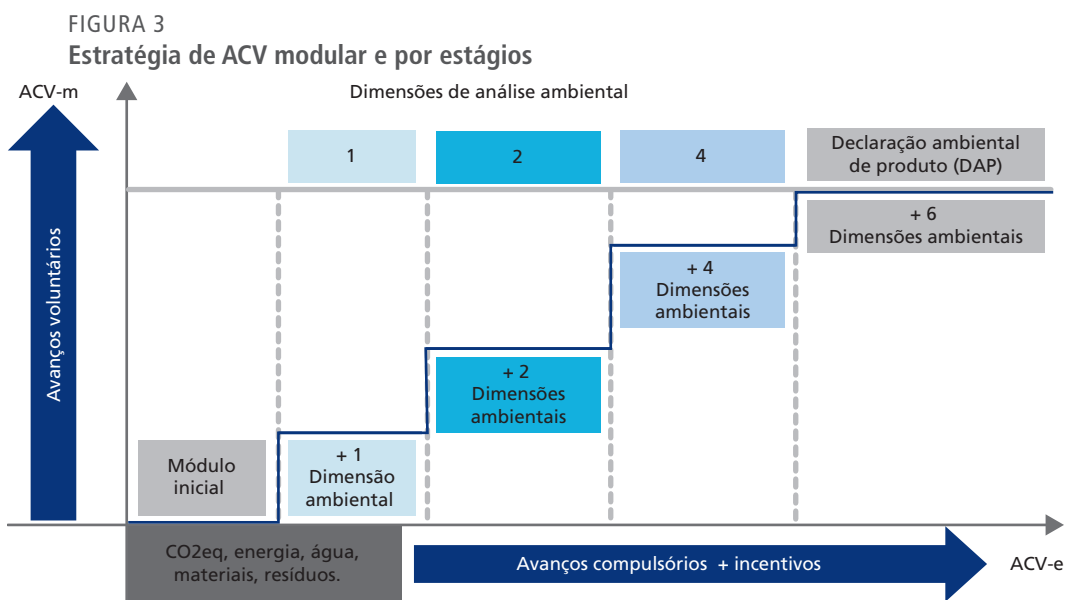 FIGURA 3
Estratégia de ACV modular e por estágios
ACV-m
Dimensões de análise ambiental
1
2
4
Declaração ambiental
de produto (DAP)
+ 6
Dimensões ambientais
+ 4
Dimensões
ambientais
+ 2
Dimensões
ambientais
+ 1
Dimensão
ambiental
Módulo
inicial
Avanços voluntários
CO2eq, energia, água,
materiais, resíduos.
Avanços compulsórios + incentivos
ACV-e